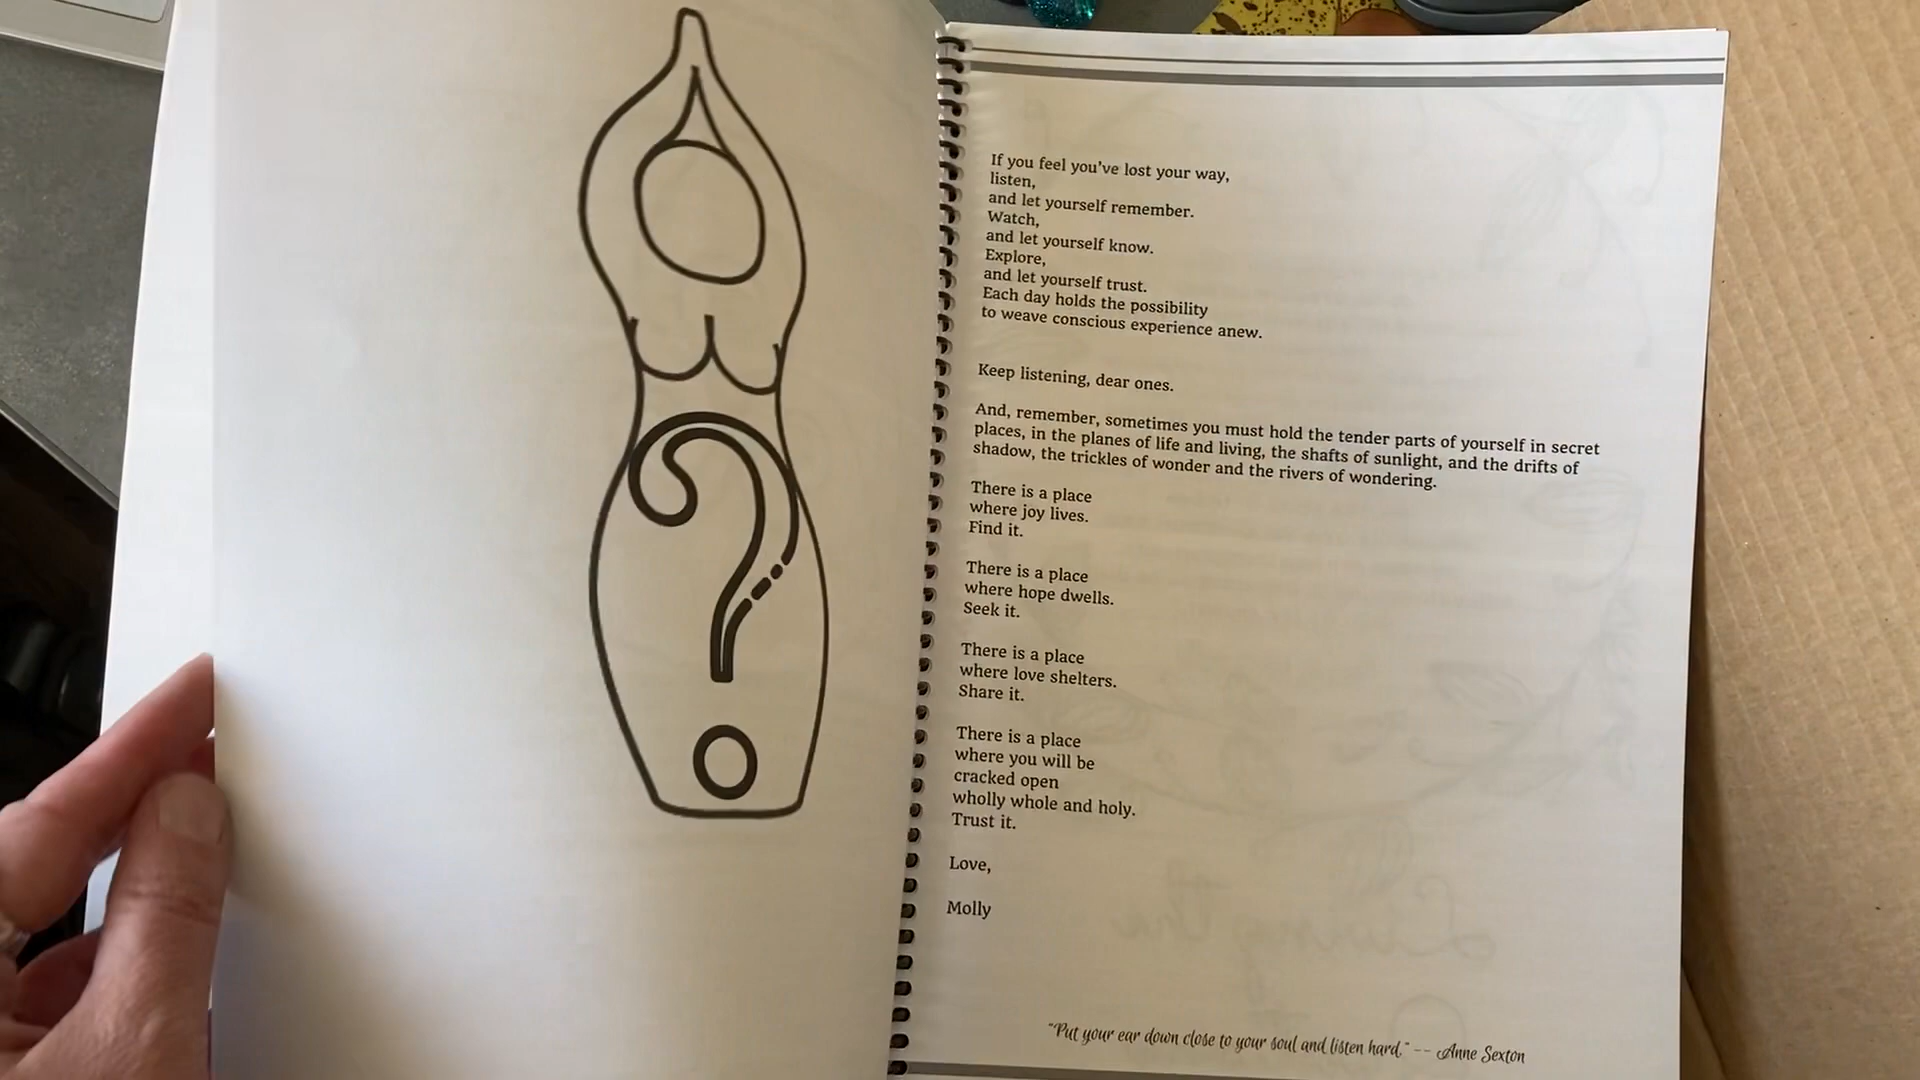 If you feel you've lost your way,
listen,
and let yourself remember.
Watch,
and let yourself know.
Explore,
and let yourself trust.
Each day holds the possibility
to weave conscious experience anew.
Keep listening, dear ones.
And, remember, sometimes you must hold the tender parts of yourself in secret
places, in the planes of life and living, the shafts of sunlight, and the drifts of
shadow, the trickles of wonder and the rivers of wondering.
There is a place
where joy lives.
Find it.
There is a place
where hope dwells.
Seek it.
There is a place
where love shelters.
Share it.
There is a place
where you will be
cracked open
wholly whole and holy.
Trust it.
Love,
Molly
"Put your ear down close to your soul and listen hard." -- Anne Sexton